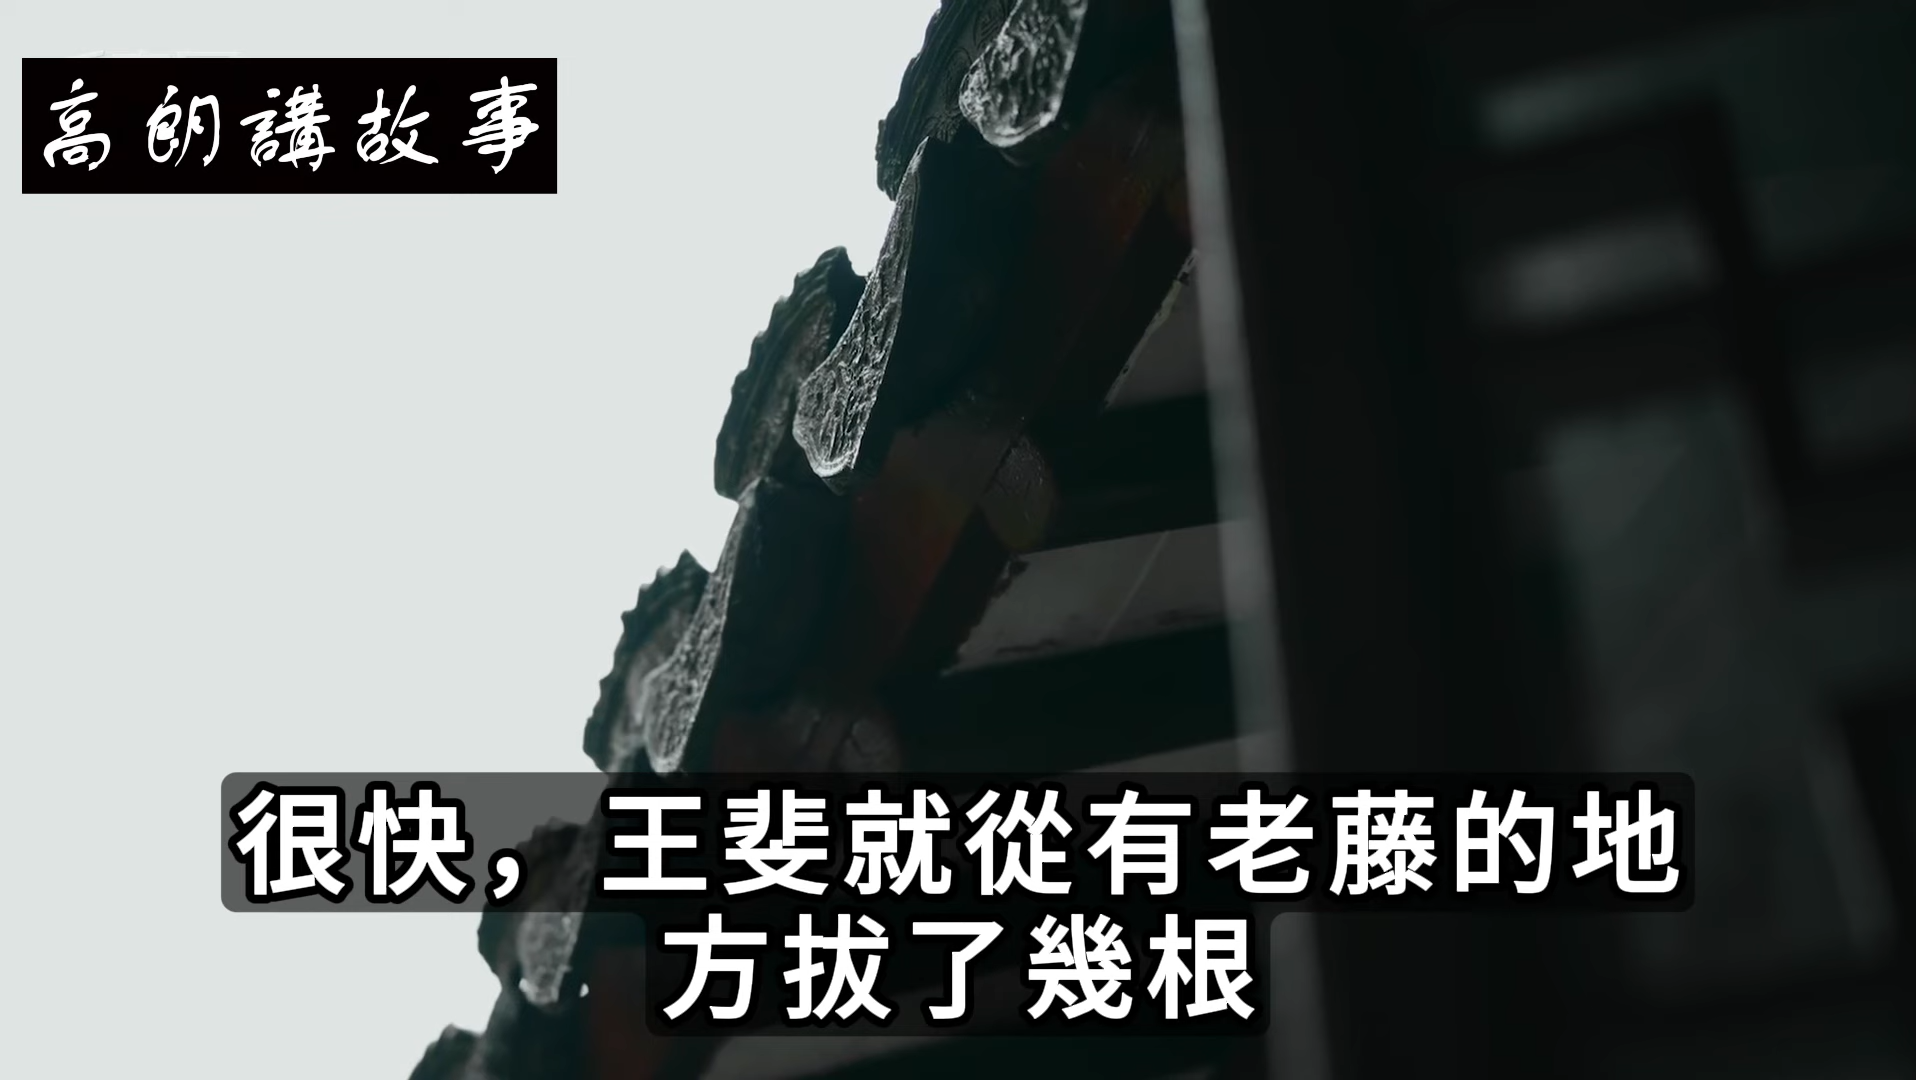 高朗講故事
很快，王斐就從有老藤的地
方拔了幾根